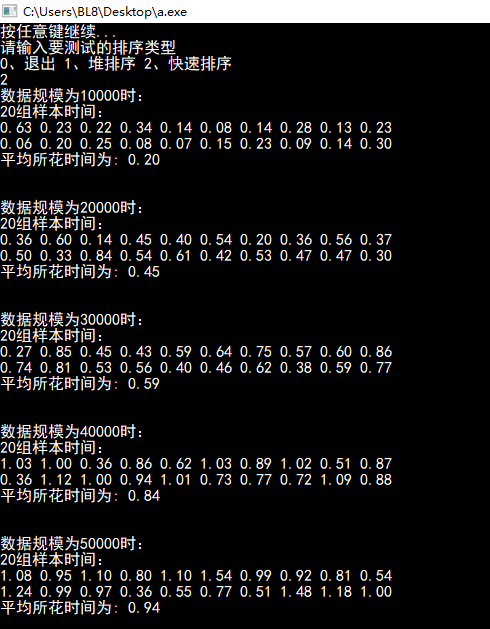 C:\Users\BL8\Desktop\a.exe
按任意键继续...
请输入要测试的排序类型
0、退出 1、堆排序 2、快速排序
2
数据规模为10000时：
20组样本时间：
0.63 0.23 0.22 0.34 0.14 0.08 0.14 0.28 0.13 0.23
0.06 0.20 0.25 0.08 0.07 0.15 0.23 0.09 0.14 0.30
平均所花时间为: 0.20
数据规模为20000时：
20组样本时间：
0.36 0.60 0.14 0.45 0.40 0.54 0.20 0.36 0.56 0.37
0.50 0.33 0.84 0.54 0.61 0.42 0.53 0.47 0.47 0.30
平均所花时间为: 0.45
数据规模为30000时：
20组样本时间：
0.27 0.85 0.45 0.43 0.59 0.64 0.75 0.57 0.60 0.86
0.74 0.81 0.53 0.56 0.40 0.46 0.62 0.38 0.59 0.77
平均所花时间为: 0.59
数据规模为40000时：
20组样本时间：
1.03 1.00 0.36 0.86 0.62 1.03 0.89 1.02 0.51 0.87
0.36 1.12 1.00 0.94 1.01 0.73 0.77 0.72 1.09 0.88
平均所花时间为: 0.84
数据规模为50000时：
20组样本时间：
1.08 0.95 1.10 0.80 1.10 1.54 0.99 0.92 0.81 0.54
1.24 0.99 0.97 0.36 0.55 0.77 0.51 1.48 1.18 1.00
平均所花时间为: 0.94